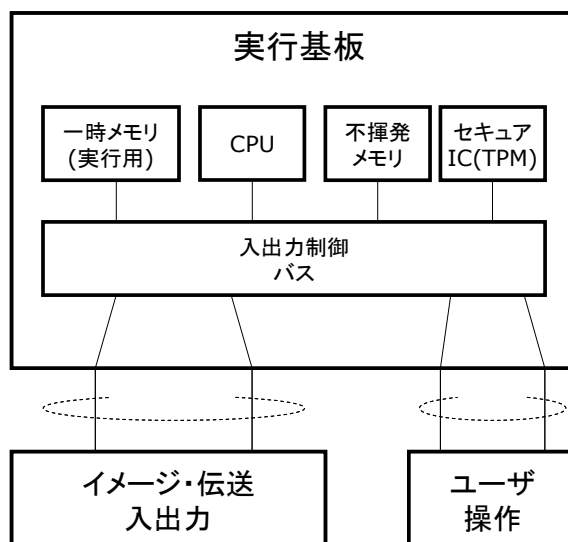 実行基板
一時メモリ
(実行用)
CPU
不揮発
メモリ
セキュア
IC(TPM)
入出力制御
バス
イメージ・伝送
入出力
ユーザ
操作